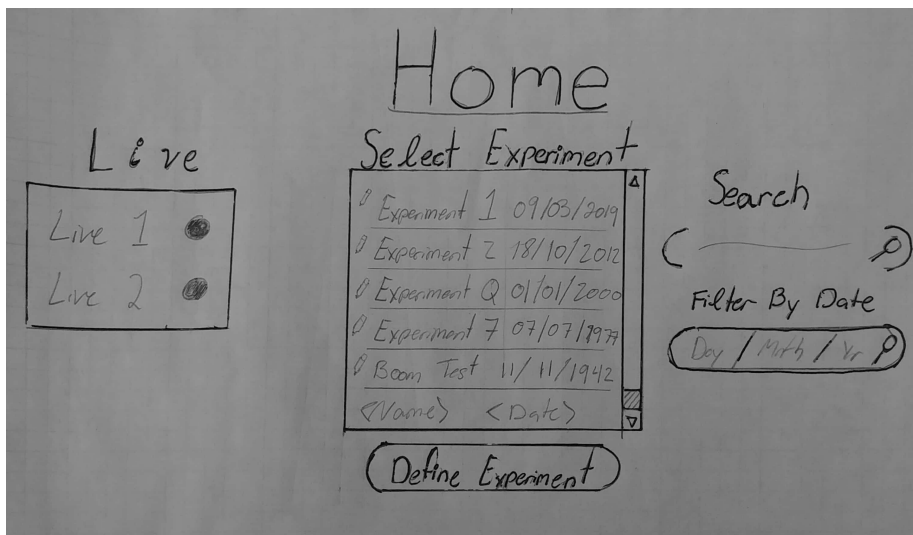 Home
Live
Live 1
Live 2
Select Experiment
Experiment 1 09/03/2019
Experiment 2 18/10/2012
Experiment Q 01/01/2000
Experiment 7 07/07/1977
Boom Test 11/11/1942
<Name> <Date>
Define Experiment
Search
Filter By Date
Day / Mnth / Yr